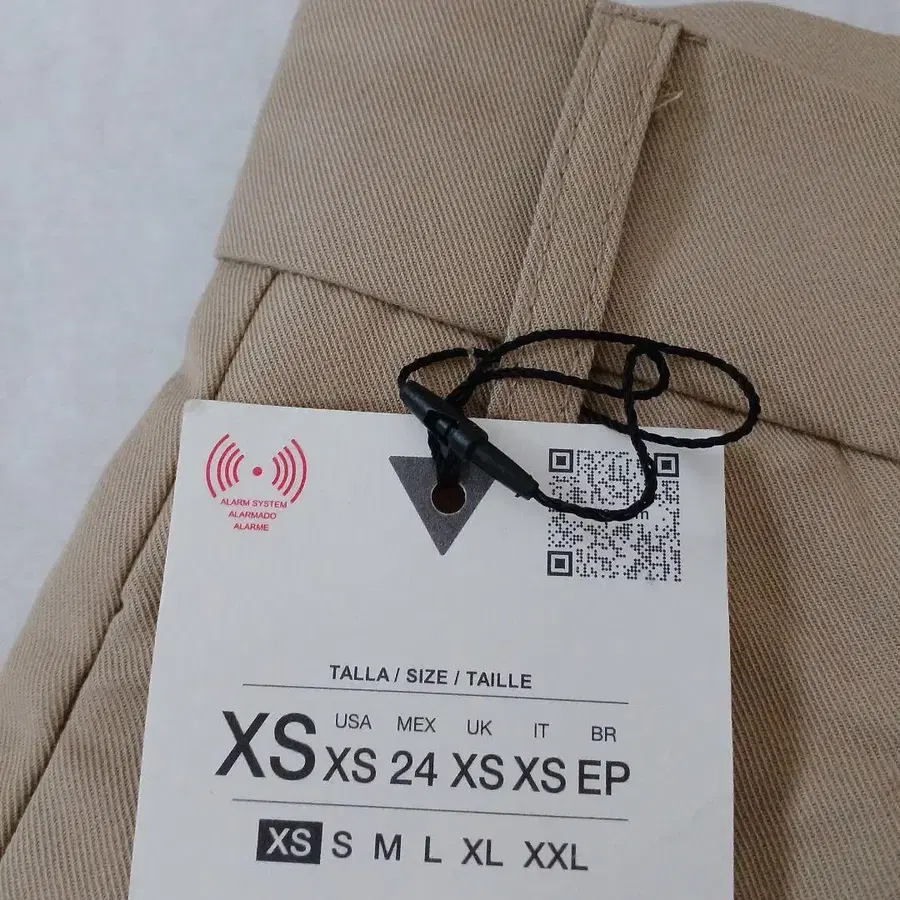 ALARM SYSTEM
ALARMADO
ALARME
TALLA / SIZE / TAILLE
XS
USA MEX UK IT BR
XS 24 XS XS EP
XS S M L XL XXL